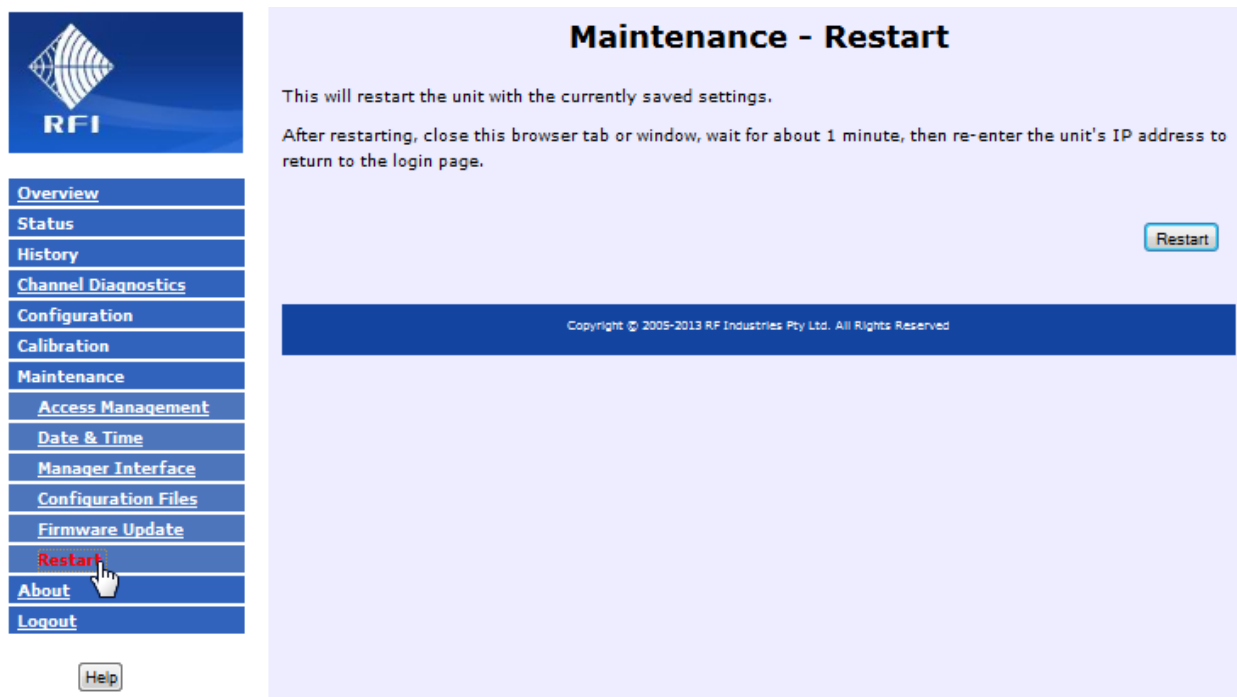 RFI
Overview
Status
History
Channel Diagnostics
Configuration
Calibration
Maintenance
Access Management
Date & Time
Manager Interface
Configuration Files
Firmware Update
Restart
About
Logout
Help
Maintenance - Restart
This will restart the unit with the currently saved settings.
After restarting, close this browser tab or window, wait for about 1 minute, then re-enter the unit's IP address to
return to the login page.
Restart
Copyright © 2005-2013 RF Industries Pty Ltd. All Rights Reserved